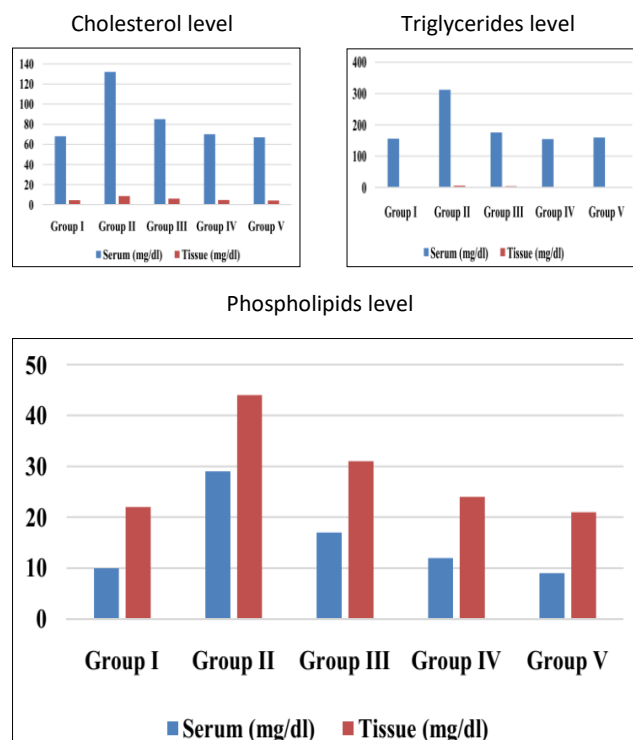 Cholesterol level
140
120
100
80
60
40
20
0
Group I Group II Group III Group IV Group V
Serum (mg/dl) Tissue (mg/dl)
Triglycerides level
400
300
200
100
0
Group I Group II Group III Group IV Group V
Serum (mg/dl) Tissue (mg/dl)
Phospholipids level
50
40
30
20
10
0
Group I Group II Group III Group IV Group V
Serum (mg/dl) Tissue (mg/dl)